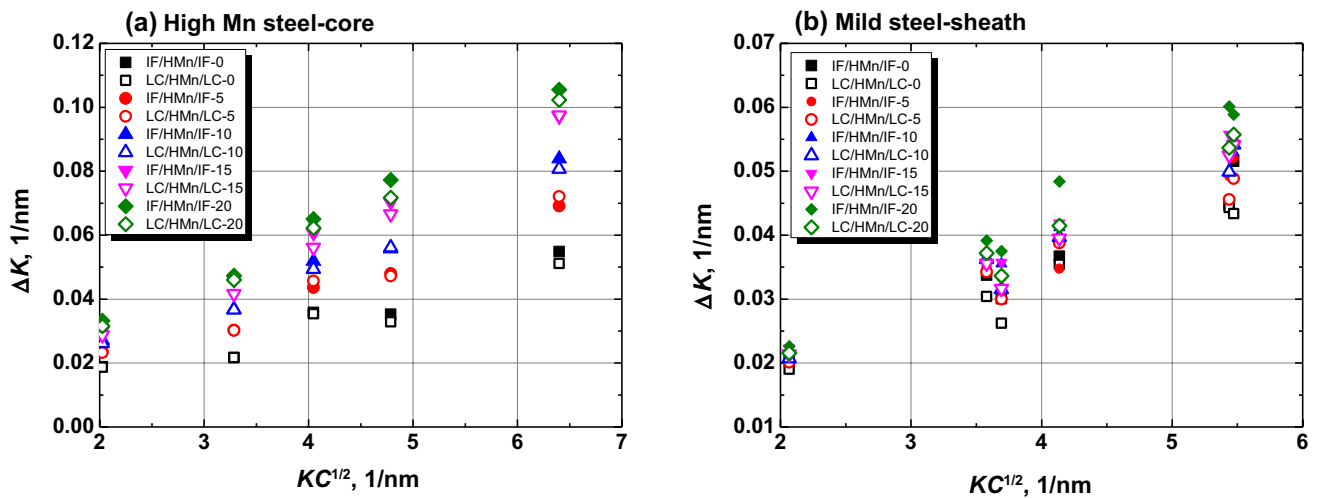 (a) High Mn steel-core
0.12
0.10
0.08
0.06
0.04
0.02
0.00
ΔK, 1/nm
IF/HMn/IF-0
LC/HMn/LC-0
IF/HMn/IF-5
LC/HMn/LC-5
IF/HMn/IF-10
LC/HMn/LC-10
IF/HMn/IF-15
LC/HMn/LC-15
IF/HMn/IF-20
LC/HMn/LC-20
2 3 4 5 6 7
KC^1/2, 1/nm
(b) Mild steel-sheath
0.07
0.06
0.05
0.04
0.03
0.02
0.01
ΔK, 1/nm
IF/HMn/IF-0
LC/HMn/LC-0
IF/HMn/IF-5
LC/HMn/LC-5
IF/HMn/IF-10
LC/HMn/LC-10
IF/HMn/IF-15
LC/HMn/LC-15
IF/HMn/IF-20
LC/HMn/LC-20
2 3 4 5 6
KC^1/2, 1/nm